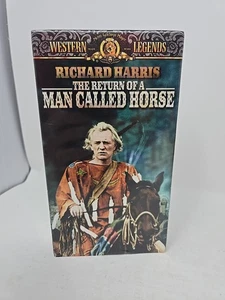 WESTERN LEGENDS
RICHARD HARRIS
THE RETURN OF A
MAN CALLED HORSE